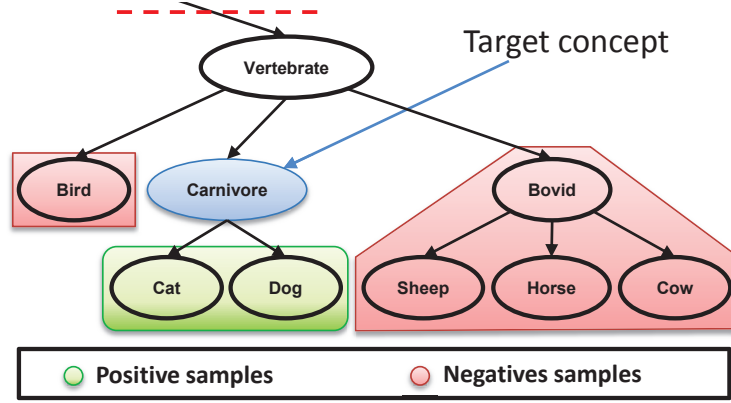 Target concept
Vertebrate
Bird
Carnivore
Bovid
Cat
Dog
Sheep
Horse
Cow
Positive samples
Negatives samples